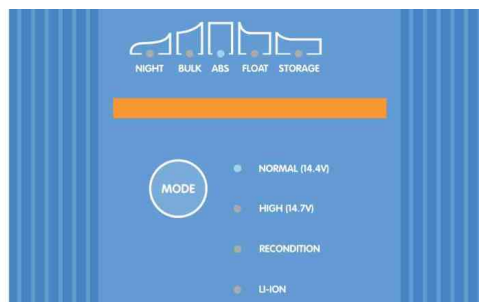 NIGHT BULK ABS FLOAT STORAGE
MODE
NORMAL (14.4V)
HIGH (14.7V)
RECONDITION
LI-ION